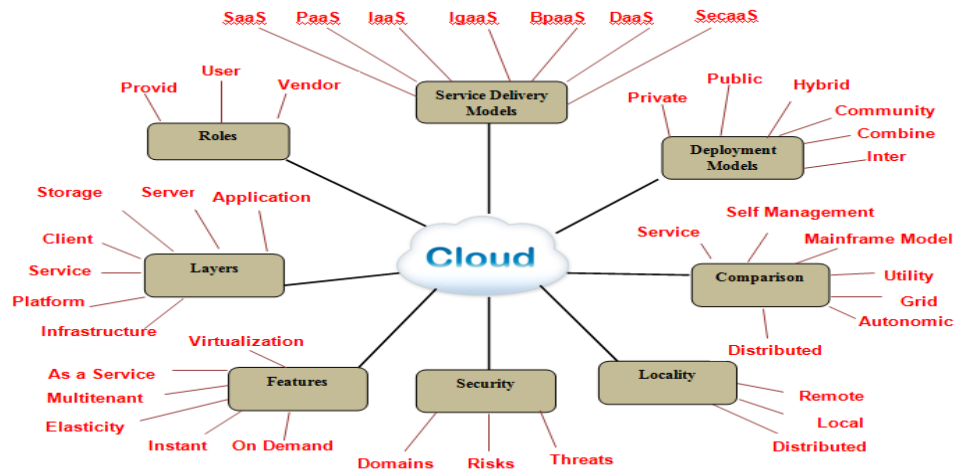 SaaS PaaS IaaS IgaaS BpaaS DaaS SecaaS
Service Delivery
Models
Provid
User
Vendor
Roles
Private
Public
Hybrid
Community
Combine
Inter
Deployment
Models
Storage
Server
Application
Client
Service
Platform
Infrastructure
Layers
Cloud
Service
Self Management
Mainframe Model
Utility
Grid
Autonomic
Distributed
Comparison
Virtualization
As a Service
Multitenant
Elasticity
Instant
On Demand
Features
Security
Domains
Risks
Threats
Locality
Remote
Local
Distributed